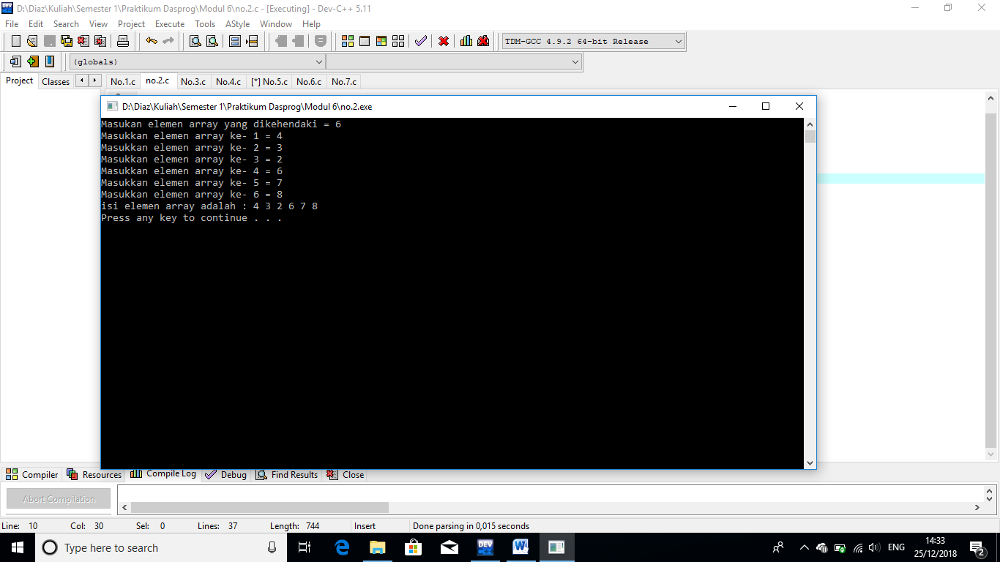 D:\Diaz\Kuliah\Semester 1\Praktikum Dasprog\Modul 6\no.2.c - [Executing] - Dev-C++ 5.11
File Edit Search View Project Execute Tools AStyle Window Help
TDM-GCC 4.9.2 64-bit Release
(globals)
Project Classes No.1.c no.2.c No.3.c No.4.c [*] No.5.c No.6.c No.7.c
D:\Diaz\Kuliah\Semester 1\Praktikum Dasprog\Modul 6\no.2.exe
Masukan elemen array yang dikehendaki = 6
Masukkan elemen array ke- 1 = 4
Masukkan elemen array ke- 2 = 3
Masukkan elemen array ke- 3 = 2
Masukkan elemen array ke- 4 = 6
Masukkan elemen array ke- 5 = 7
Masukkan elemen array ke- 6 = 8
isi elemen array adalah : 4 3 2 6 7 8
Press any key to continue . . .
Compiler Resources Compile Log Debug Find Results Close
Abort Compilation
Line: 10 Col: 30 Sel: 0 Lines: 37 Length: 744 Insert Done parsing in 0,015 seconds
Type here to search
DEV
W
ENG
14:33
25/12/2018
2